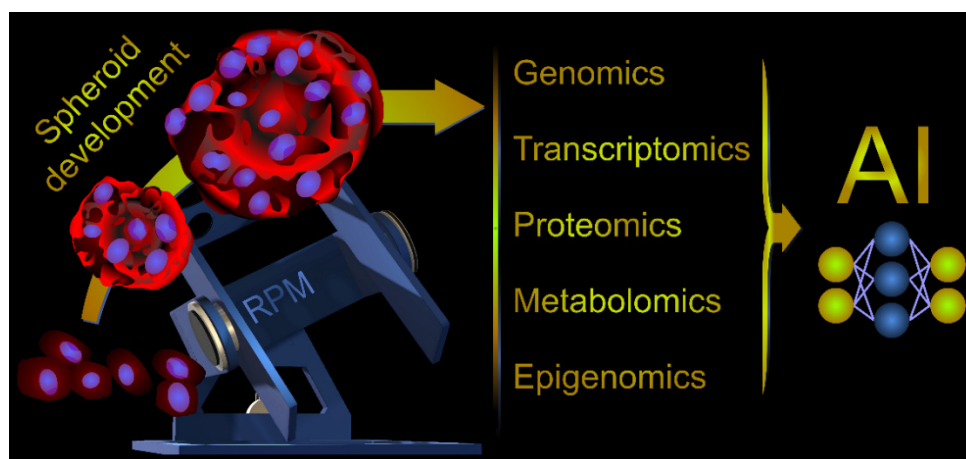 Spheroid
development
RPM
Genomics
Transcriptomics
Proteomics
Metabolomics
Epigenomics
AI